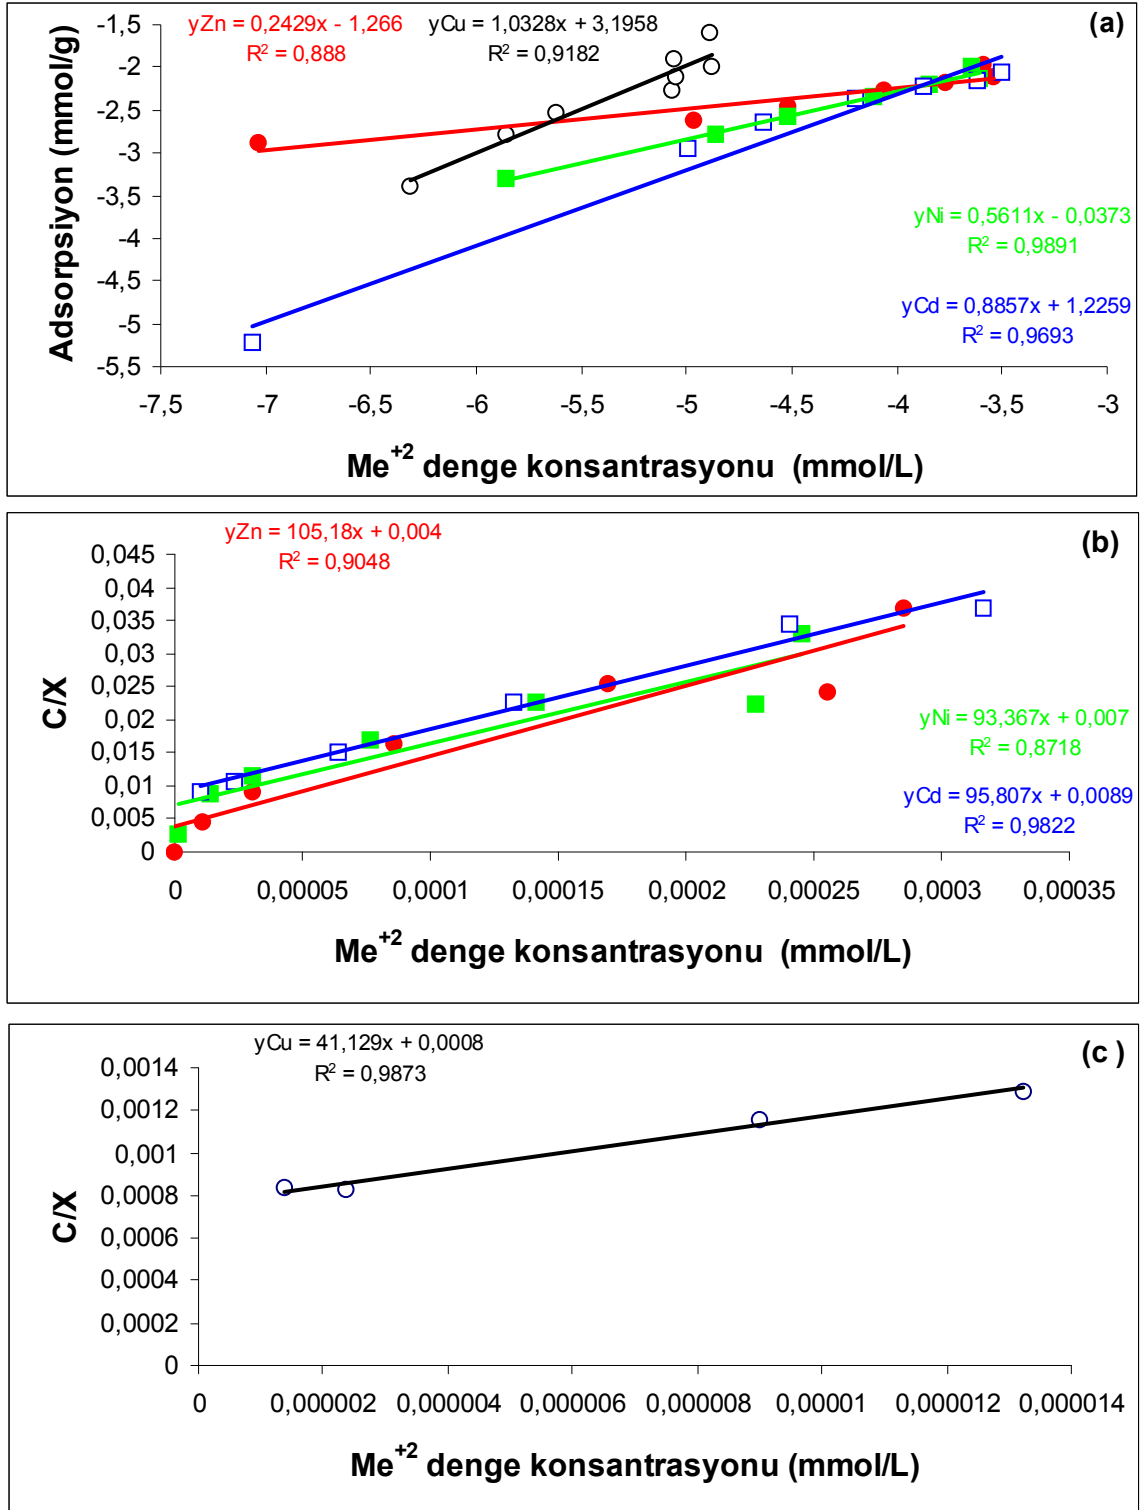 yZn = 0,2429x - 1,266
R² = 0,888
yCu = 1,0328x + 3,1958
R² = 0,9182
(a)
Adsorpsiyon (mmol/g)
-1,5
-2
-2,5
-3
-3,5
-4
-4,5
-5
-5,5
yNi = 0,5611x - 0,0373
R² = 0,9891
yCd = 0,8857x + 1,2259
R² = 0,9693
-7,5 -7 -6,5 -6 -5,5 -5 -4,5 -4 -3,5 -3
Me⁺² denge konsantrasyonu (mmol/L)
yZn = 105,18x + 0,004
R² = 0,9048
(b)
C/X
0,045
0,04
0,035
0,03
0,025
0,02
0,015
0,01
0,005
0
yNi = 93,367x + 0,007
R² = 0,8718
yCd = 95,807x + 0,0089
R² = 0,9822
0 0,00005 0,0001 0,00015 0,0002 0,00025 0,0003 0,00035
Me⁺² denge konsantrasyonu (mmol/L)
yCu = 41,129x + 0,0008
R² = 0,9873
(c )
C/X
0,0014
0,0012
0,001
0,0008
0,0006
0,0004
0,0002
0
0 0,000002 0,000004 0,000006 0,000008 0,00001 0,000012 0,000014
Me⁺² denge konsantrasyonu (mmol/L)